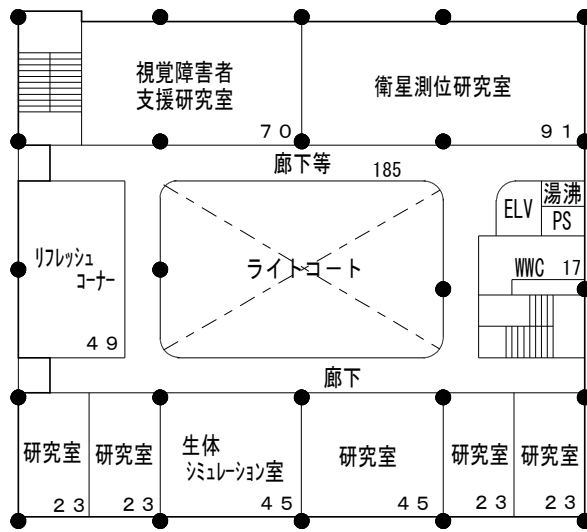 視覚障害者
支援研究室
70
衛星測位研究室
91
廊下等
185
湯沸
ELV
PS
リフレッシュ
コーナー
49
ライトコート
WWC 17
廊下
研究室
23
研究室
23
生体
シミュレーション室
45
研究室
45
研究室
23
研究室
23